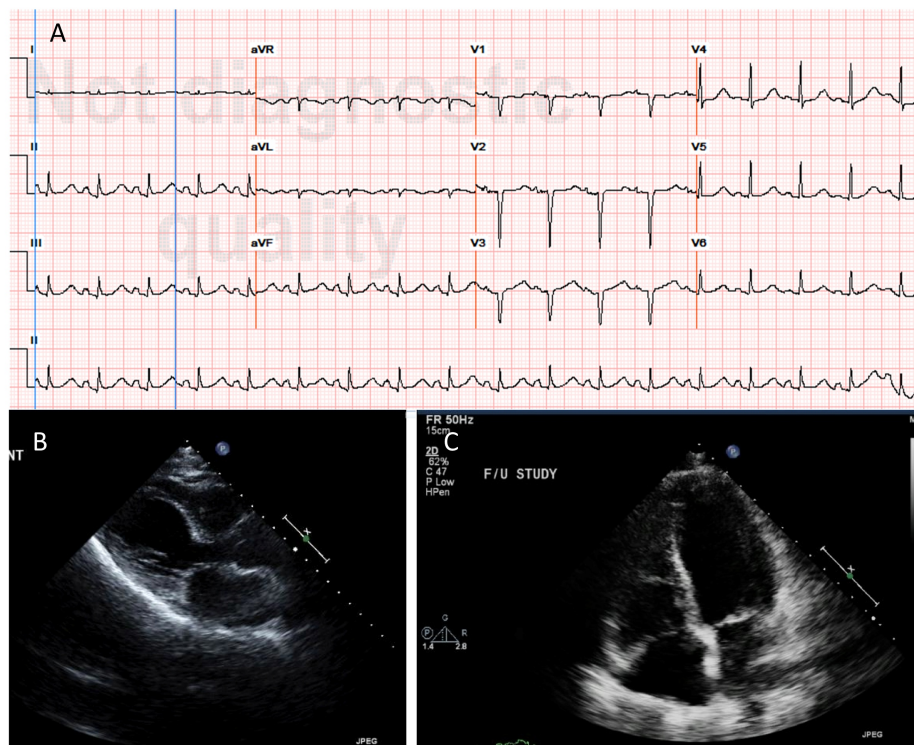 A
I aVR V1 V4
Not diagnostic
II aVL V2 V5
quality
III aVF V3 V6
II
B
P
NT
x
JPEG
FR 50Hz
15cm
C
2D
62%
C 47
P Low
HPen
F/U STUDY
P
M
x
G
P R
1.4 2.8
JPEG